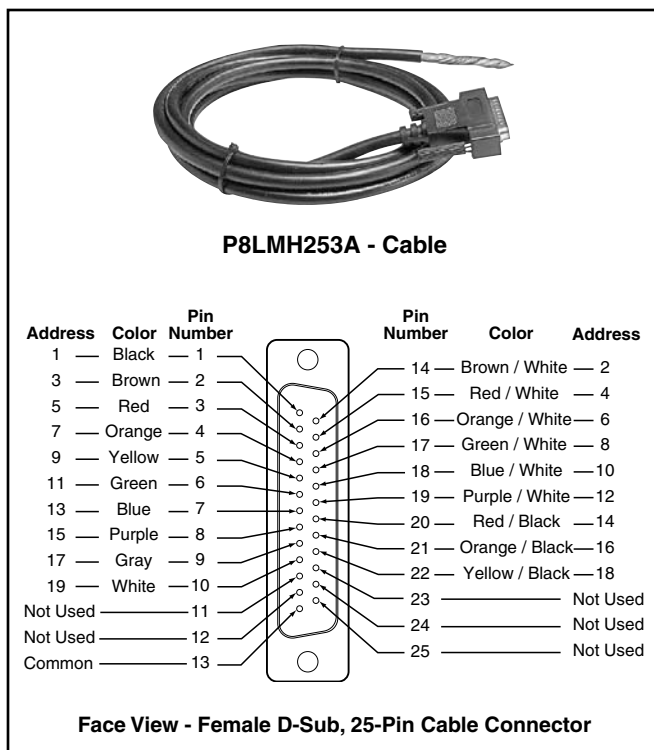 P8LMH253A - Cable
Address Color Pin Number
1 — Black — 1
3 — Brown — 2
5 — Red — 3
7 — Orange — 4
9 — Yellow — 5
11 — Green — 6
13 — Blue — 7
15 — Purple — 8
17 — Gray — 9
19 — White — 10
Not Used — 11
Not Used — 12
Common — 13
Pin Number Color Address
14 — Brown / White — 2
15 — Red / White — 4
16 — Orange / White — 6
17 — Green / White — 8
18 — Blue / White — 10
19 — Purple / White — 12
20 — Red / Black — 14
21 — Orange / Black — 16
22 — Yellow / Black — 18
23 — Not Used
24 — Not Used
25 — Not Used
Face View - Female D-Sub, 25-Pin Cable Connector